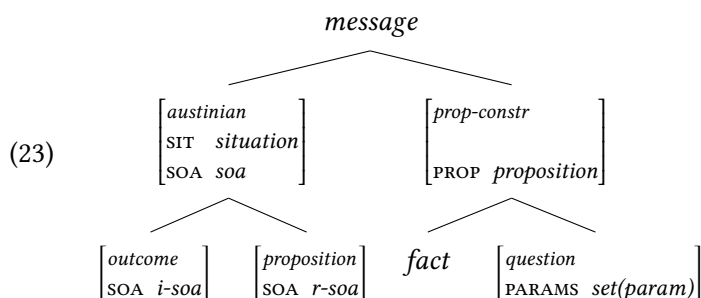 message
(23)
austinian
SIT situation
SOA soa
prop-constr
PROP proposition
outcome
SOA i-soa
proposition
SOA r-soa
fact
question
PARAMS set(param)